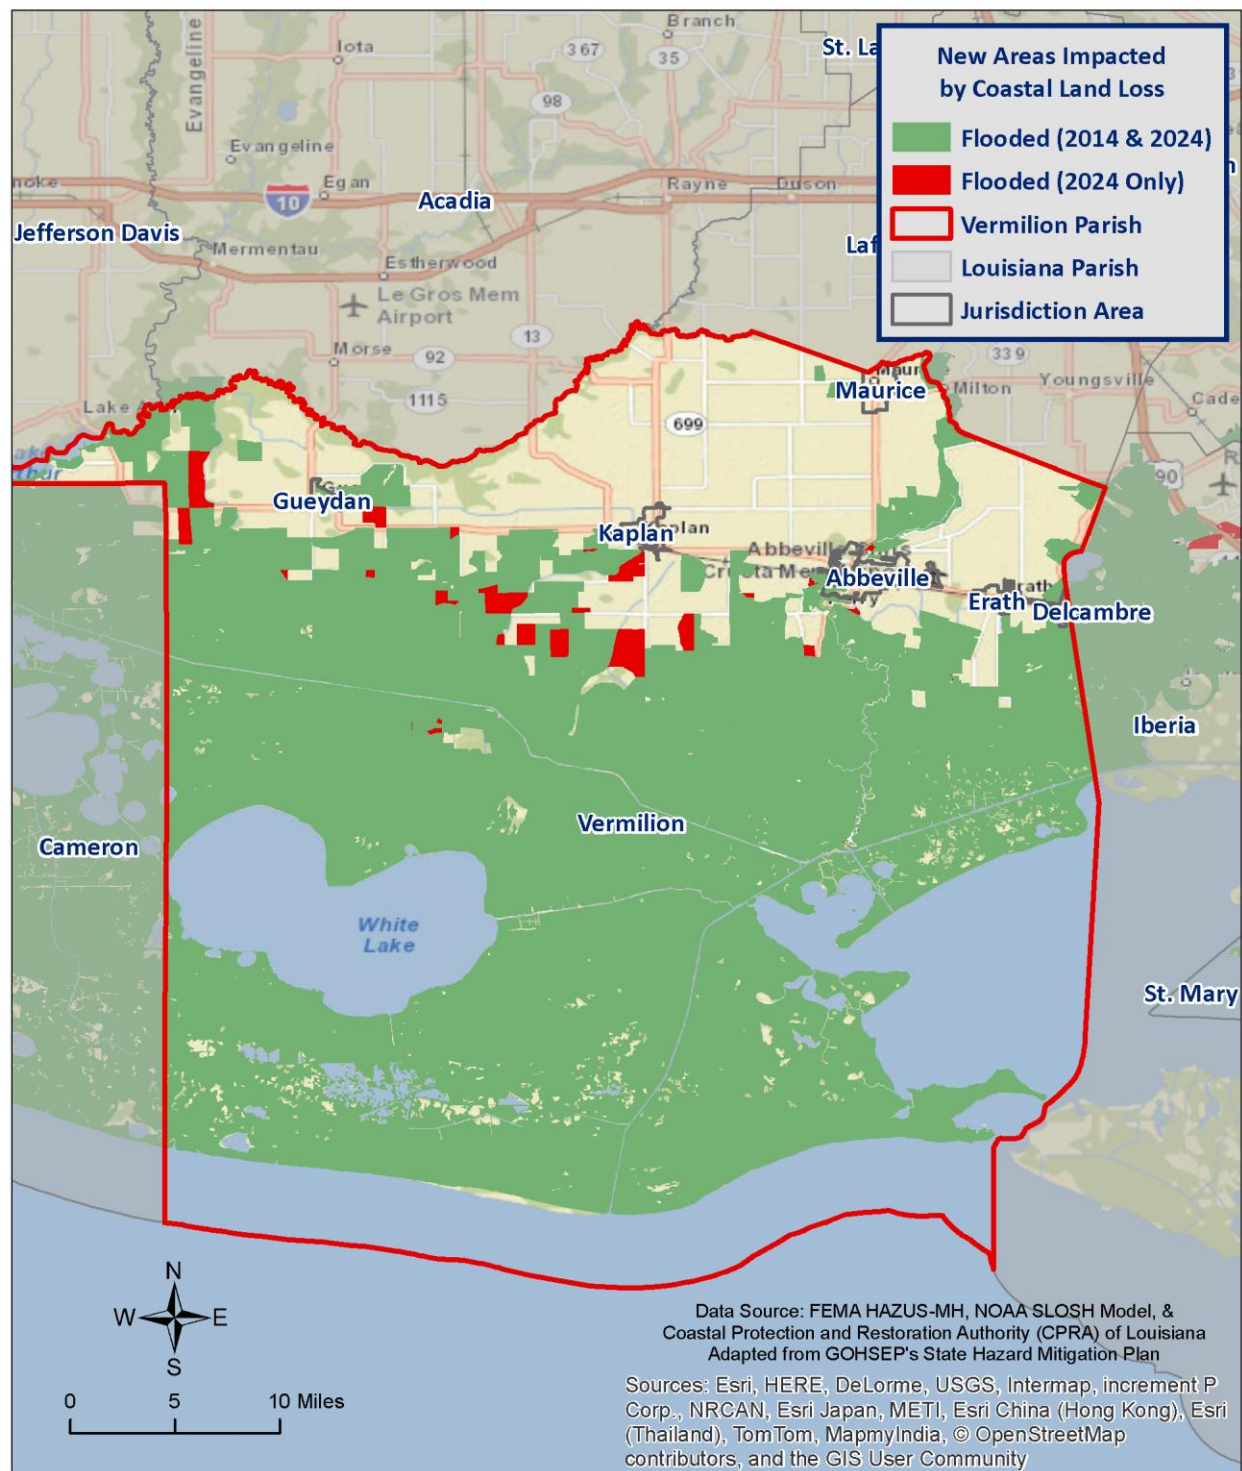 Branch
Iota
367
35
St. La
98
Evangeline
Evangeline
noke
Egan
Rayne
Duson
10
Acadia
Jefferson Davis
Laf
Mermentau
Estherwood
Le Gros Mem
Airport
13
Morse
92
339
1115
Milton
Youngsville
Lake A
Cade
Maurice
699
90
R
Gueydan
Kaplan
plan
Abbeville
Abbeville
Erath
rath
Delcambre
Iberia
Vermilion
Cameron
White
Lake
St. Mary
New Areas Impacted
by Coastal Land Loss
Flooded (2014 & 2024)
Flooded (2024 Only)
Vermilion Parish
Louisiana Parish
Jurisdiction Area
N
W
E
S
0
5
10 Miles
Data Source: FEMA HAZUS-MH, NOAA SLOSH Model, &
Coastal Protection and Restoration Authority (CPRA) of Louisiana
Adapted from GOHSEP's State Hazard Mitigation Plan
Sources: Esri, HERE, DeLorme, USGS, Intermap, increment P
Corp., NRCAN, Esri Japan, METI, Esri China (Hong Kong), Esri
(Thailand), TomTom, MapmyIndia, © OpenStreetMap
contributors, and the GIS User Community